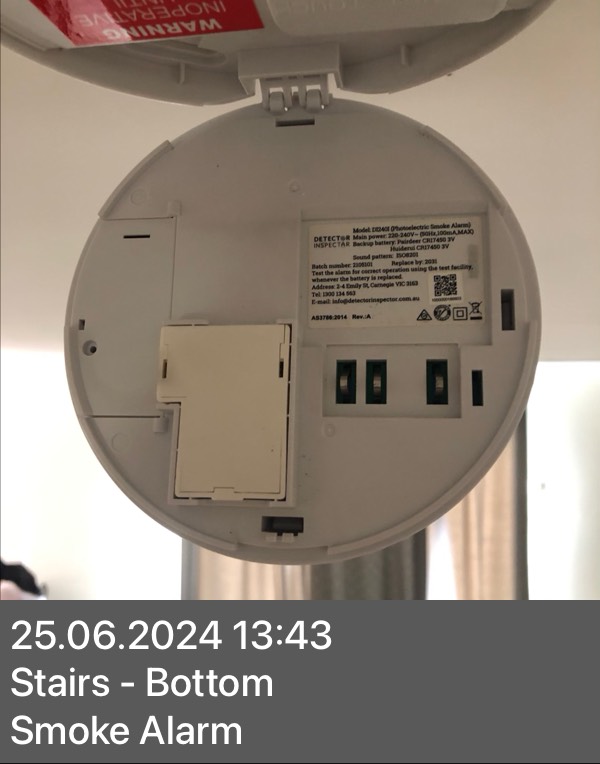 WARNING
INOPERATIVE
UNTIL
DETECTOR
INSPECTAR
Model: DI240i (Photoelectric Smoke Alarm)
Main power: 220-240V~ (50Hz,100mA,MAX)
Backup battery: Pairdeer CR17450 3V
Huiderui CR17450 3V
Sound pattern: ISO8201
Batch number: 2105101 Replace by: 2031
Test the alarm for correct operation using the test facility,
whenever the battery is replaced.
Address: 2-4 Emily St, Carnegie VIC 3163
Tel: 1300 134 563
E-mail: info@detectorinspector.com.au
AS3786:2014 Rev.:A
25.06.2024 13:43
Stairs - Bottom
Smoke Alarm